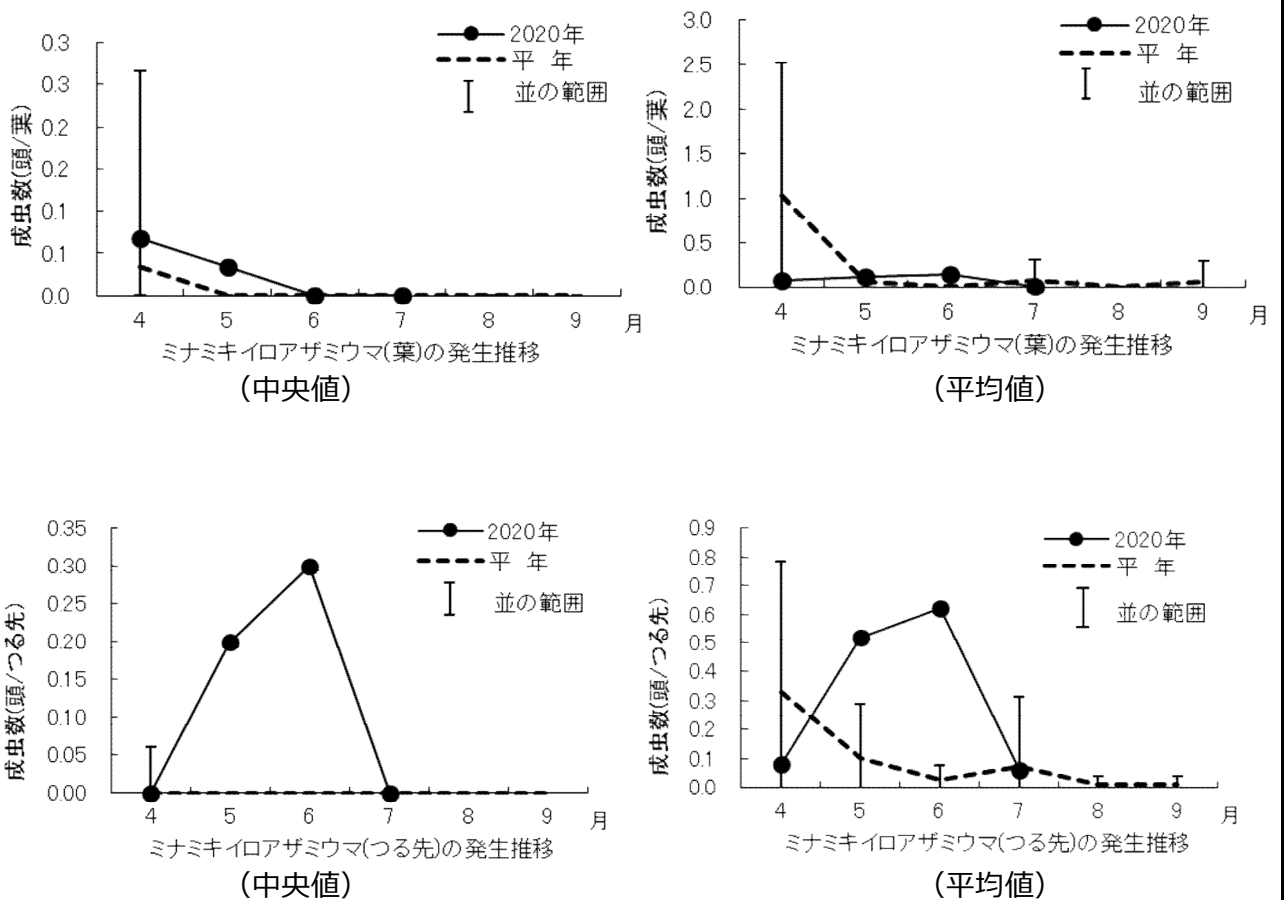 2020年
平 年
並の範囲
成虫数(頭/葉)
0.3
0.3
0.2
0.2
0.1
0.1
0.0
4 5 6 7 8 9 月
ミナミキイロアザミウマ(葉)の発生推移
（中央値）
2020年
平 年
並の範囲
成虫数(頭/葉)
3.0
2.5
2.0
1.5
1.0
0.5
0.0
4 5 6 7 8 9 月
ミナミキイロアザミウマ(葉)の発生推移
（平均値）
2020年
平 年
並の範囲
成虫数(頭/つる先)
0.35
0.30
0.25
0.20
0.15
0.10
0.05
0.00
4 5 6 7 8 9 月
ミナミキイロアザミウマ(つる先)の発生推移
（中央値）
2020年
平 年
並の範囲
成虫数(頭/つる先)
0.9
0.8
0.7
0.6
0.5
0.4
0.3
0.2
0.1
0.0
4 5 6 7 8 9 月
ミナミキイロアザミウマ(つる先)の発生推移
（平均値）